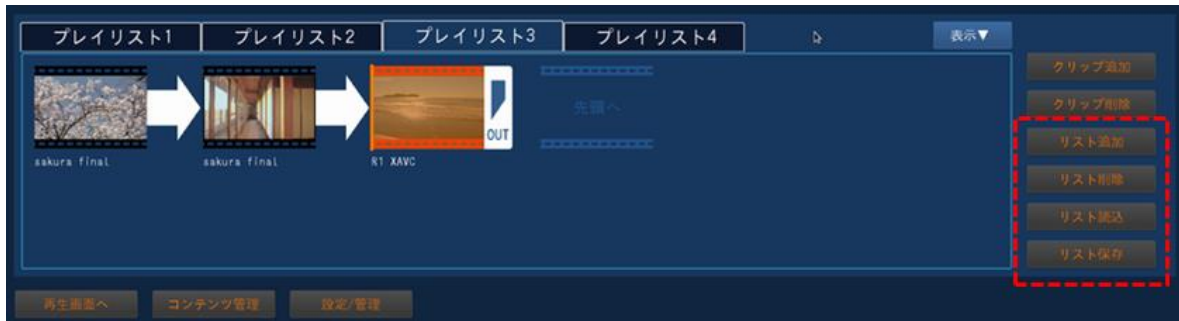 プレイリスト1
プレイリスト2
プレイリスト3
プレイリスト4
表示▼
クリップ追加
クリップ削除
リスト追加
リスト削除
リスト読込
リスト保存
先頭へ
OUT
sakura final
sakura final
R1 XAVC
再生画面へ
コンテンツ管理
設定/管理